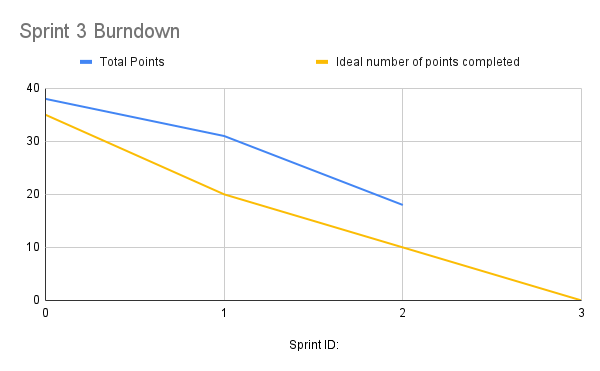 Sprint 3 Burndown
Total Points
Ideal number of points completed
40
30
20
10
0
0 1 2 3
Sprint ID: